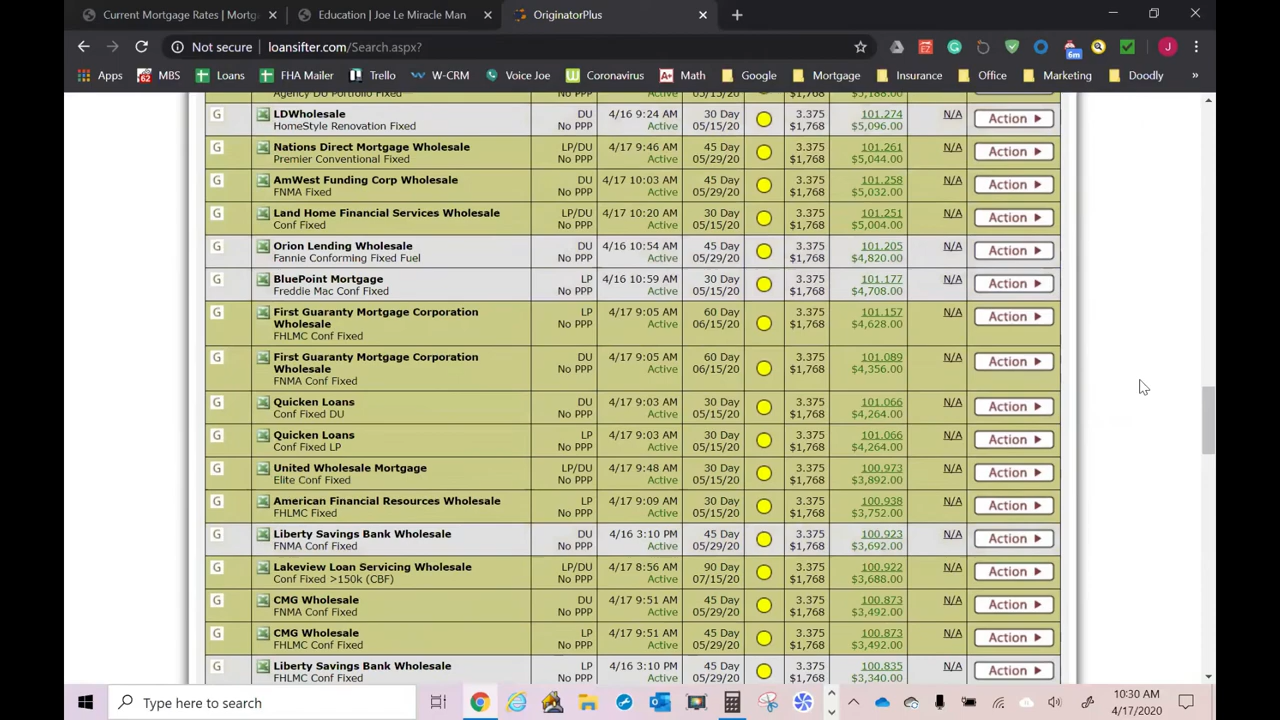 Current Mortgage Rates | Mortg
Education | Joe Le Miracle Man
OriginatorPlus
Not secure | loansifter.com/Search.aspx?
6m
J
Apps
62 MBS
Loans
FHA Mailer
Trello
W-CRM
Voice Joe
Coronavirus
A+ Math
Google
Mortgage
Insurance
Office
Marketing
Doodly
»
Agency DU Portfolio Fixed No PPP Active 05/15/20 $1,768 $5,188.00
G LDWholesale DU 4/16 9:24 AM 30 Day 3.375 101.274 N/A Action
HomeStyle Renovation Fixed No PPP Active 05/15/20 $1,768 $5,096.00
G Nations Direct Mortgage Wholesale LP/DU 4/17 9:46 AM 45 Day 3.375 101.261 N/A Action
Premier Conventional Fixed No PPP Active 05/29/20 $1,768 $5,044.00
G AmWest Funding Corp Wholesale LP/DU 4/17 10:03 AM 45 Day 3.375 101.258 N/A Action
FNMA Fixed No PPP Active 05/29/20 $1,768 $5,032.00
G Land Home Financial Services Wholesale LP/DU 4/17 10:20 AM 30 Day 3.375 101.251 N/A Action
Conf Fixed No PPP Active 05/15/20 $1,768 $5,004.00
G Orion Lending Wholesale DU 4/16 10:54 AM 45 Day 3.375 101.205 N/A Action
Fannie Conforming Fixed Fuel No PPP Active 05/29/20 $1,768 $4,820.00
G BluePoint Mortgage LP 4/16 10:59 AM 30 Day 3.375 101.177 N/A Action
Freddie Mac Conf Fixed No PPP Active 05/15/20 $1,768 $4,708.00
G First Guaranty Mortgage Corporation LP 4/17 9:05 AM 60 Day 3.375 101.157 N/A Action
Wholesale No PPP Active 06/15/20 $1,768 $4,628.00
FHLMC Conf Fixed
G First Guaranty Mortgage Corporation DU 4/17 9:05 AM 60 Day 3.375 101.089 N/A Action
Wholesale No PPP Active 06/15/20 $1,768 $4,356.00
FNMA Conf Fixed
G Quicken Loans DU 4/17 9:03 AM 30 Day 3.375 101.066 N/A Action
Conf Fixed DU No PPP Active 05/15/20 $1,768 $4,264.00
G Quicken Loans LP 4/17 9:03 AM 30 Day 3.375 101.066 N/A Action
Conf Fixed LP No PPP Active 05/15/20 $1,768 $4,264.00
G United Wholesale Mortgage LP/DU 4/17 9:48 AM 30 Day 3.375 100.973 N/A Action
Elite Conf Fixed No PPP Active 05/15/20 $1,768 $3,892.00
G American Financial Resources Wholesale LP 4/17 9:09 AM 30 Day 3.375 100.938 N/A Action
FHLMC Fixed No PPP Active 05/15/20 $1,768 $3,752.00
G Liberty Savings Bank Wholesale DU 4/16 3:10 PM 45 Day 3.375 100.923 N/A Action
FNMA Conf Fixed No PPP Active 05/29/20 $1,768 $3,692.00
G Lakeview Loan Servicing Wholesale LP/DU 4/17 8:56 AM 90 Day 3.375 100.922 N/A Action
Conf Fixed >150k (CBF) No PPP Active 07/15/20 $1,768 $3,688.00
G CMG Wholesale DU 4/17 9:51 AM 45 Day 3.375 100.873 N/A Action
FNMA Conf Fixed No PPP Active 05/29/20 $1,768 $3,492.00
G CMG Wholesale LP 4/17 9:51 AM 45 Day 3.375 100.873 N/A Action
FHLMC Conf Fixed No PPP Active 05/29/20 $1,768 $3,492.00
G Liberty Savings Bank Wholesale LP 4/16 3:10 PM 45 Day 3.375 100.835 N/A Action
FHLMC Conf Fixed No PPP Active 05/29/20 $1,768 $3,340.00
Type here to search
10:30 AM
4/17/2020